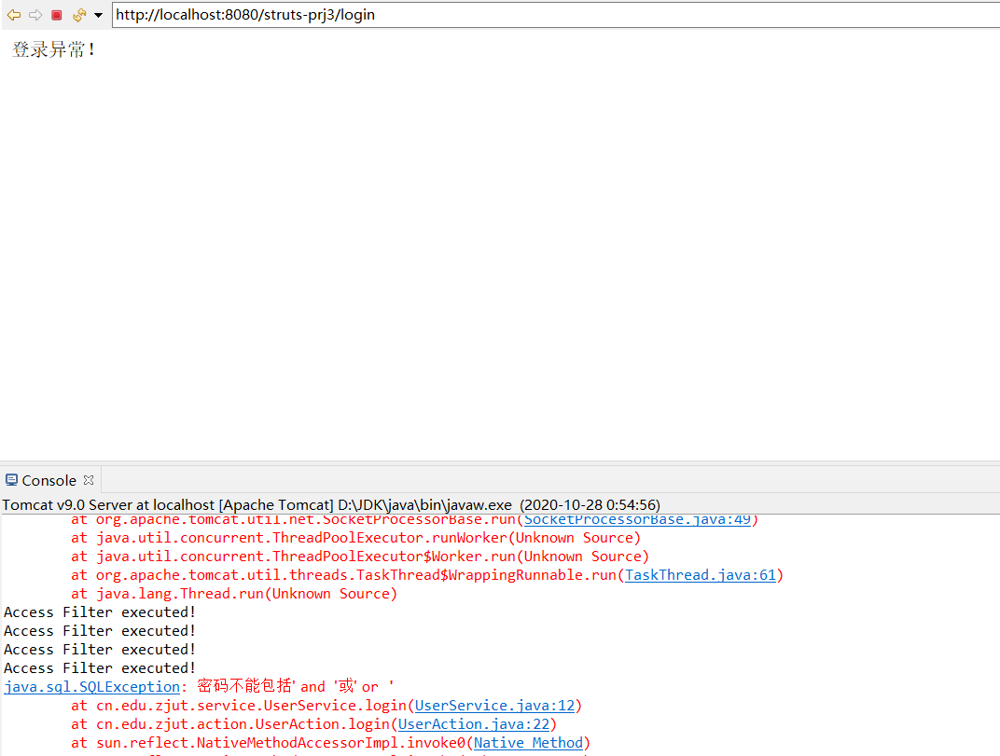 http://localhost:8080/struts-prj3/login
登录异常!
Console
Tomcat v9.0 Server at localhost [Apache Tomcat] D:\JDK\java\bin\javaw.exe (2020-10-28 0:54:56)
at org.apache.tomcat.util.net.SocketProcessorBase.run(SocketProcessorBase.java:49)
at java.util.concurrent.ThreadPoolExecutor.runWorker(Unknown Source)
at java.util.concurrent.ThreadPoolExecutor$Worker.run(Unknown Source)
at org.apache.tomcat.util.threads.TaskThread$WrappingRunnable.run(TaskThread.java:61)
at java.lang.Thread.run(Unknown Source)
Access Filter executed!
Access Filter executed!
Access Filter executed!
Access Filter executed!
java.sql.SQLException: 密码不能包括' and '或' or '
at cn.edu.zjut.service.UserService.login(UserService.java:12)
at cn.edu.zjut.action.UserAction.login(UserAction.java:22)
at sun.reflect.NativeMethodAccessorImpl.invoke0(Native Method)